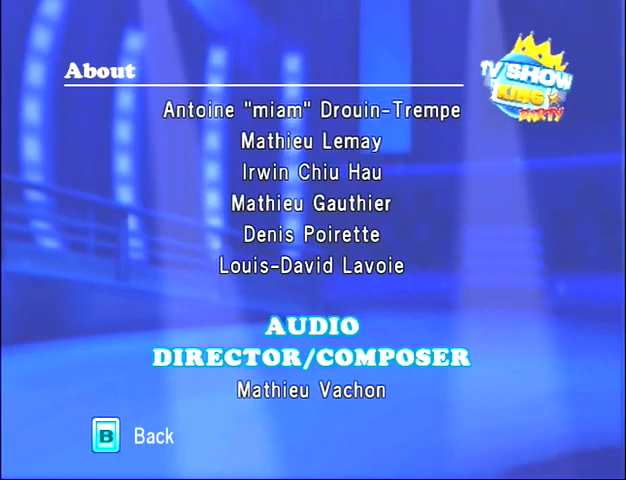 About
TV SHOW
KING
PARTY
Antoine "miam" Drouin-Trempe
Mathieu Lemay
Irwin Chiu Hau
Mathieu Gauthier
Denis Poirette
Louis-David Lavoie
AUDIO
DIRECTOR/COMPOSER
Mathieu Vachon
B Back